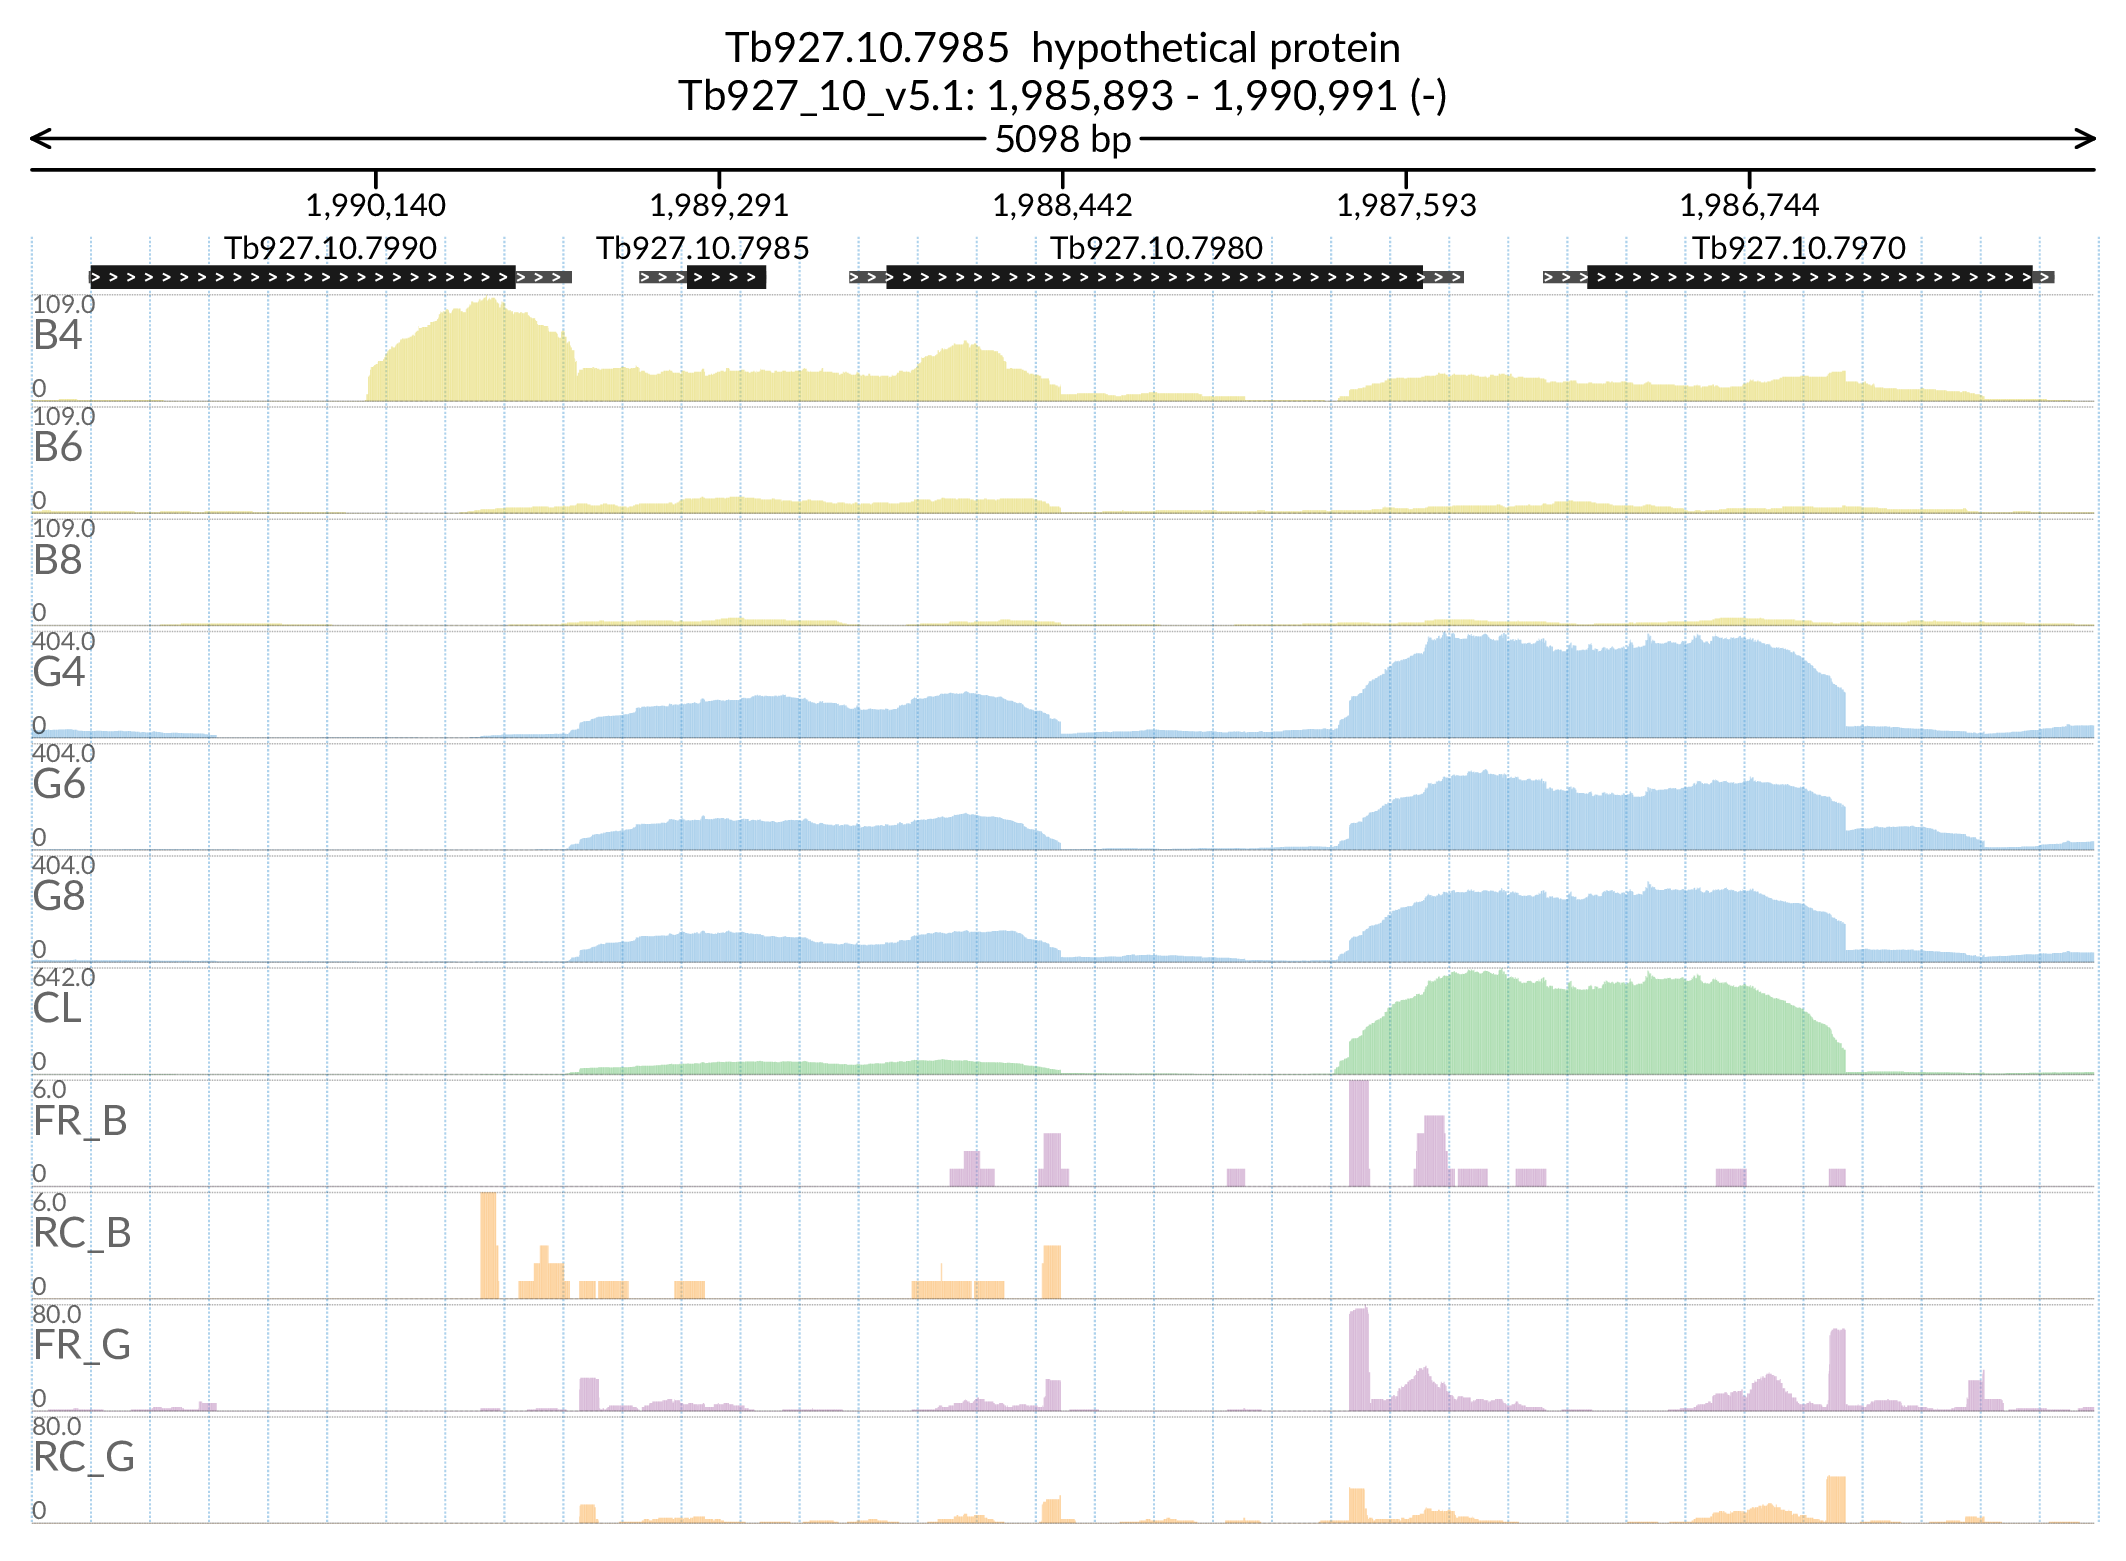 Tb927.10.7985 hypothetical protein
Tb927_10_v5.1: 1,985,893 - 1,990,991 (-)
5098 bp
1,990,140 1,989,291 1,988,442 1,987,593 1,986,744
Tb927.10.7990 Tb927.10.7985 Tb927.10.7980 Tb927.10.7970
109.0
B4
0
109.0
B6
0
109.0
B8
0
404.0
G4
0
404.0
G6
0
404.0
G8
0
642.0
CL
0
6.0
FR_B
0
6.0
RC_B
0
80.0
FR_G
0
80.0
RC_G
0